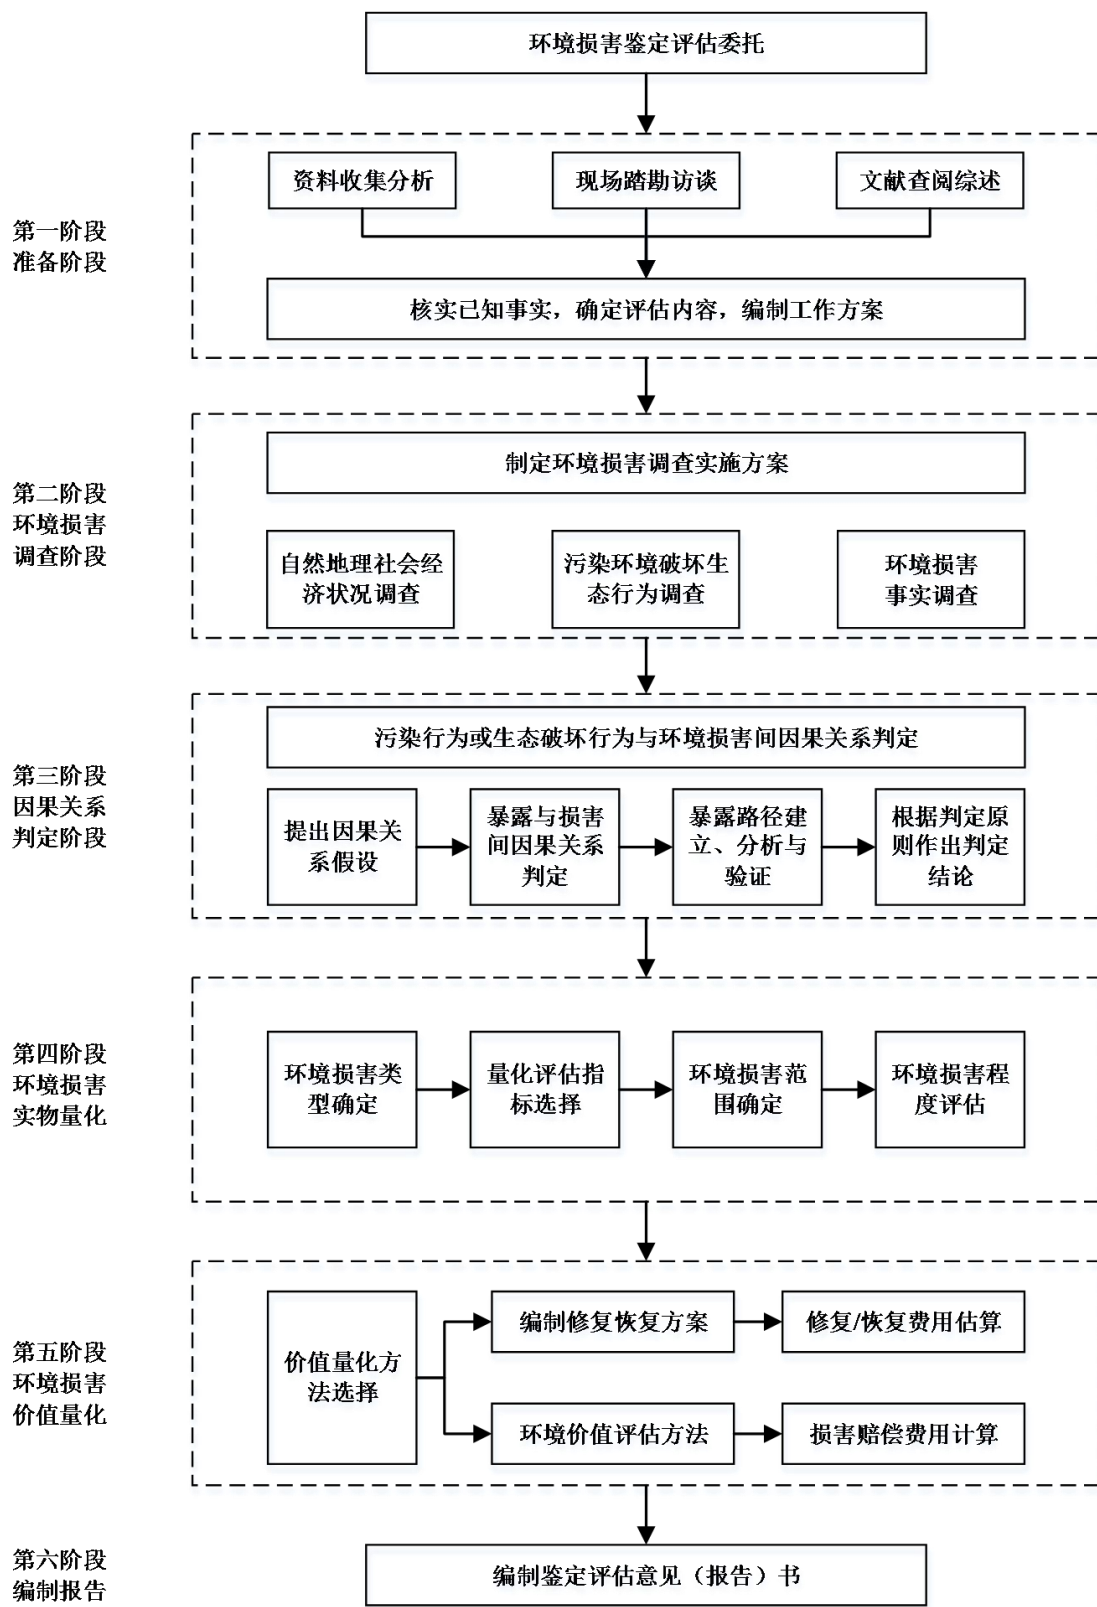 环境损害鉴定评估委托
第一阶段
准备阶段
资料收集分析
现场踏勘访谈
文献查阅综述
核实已知事实，确定评估内容，编制工作方案
第二阶段
环境损害
调查阶段
制定环境损害调查实施方案
自然地理社会经
济状况调查
污染环境破坏生
态行为调查
环境损害
事实调查
第三阶段
因果关系
判定阶段
污染行为或生态破坏行为与环境损害间因果关系判定
提出因果关
系假设
暴露与损害
间因果关系
判定
暴露路径建
立、分析与
验证
根据判定原
则作出判定
结论
第四阶段
环境损害
实物量化
环境损害类
型确定
量化评估指
标选择
环境损害范
围确定
环境损害程
度评估
第五阶段
环境损害
价值量化
价值量化方
法选择
编制修复恢复方案
修复/恢复费用估算
环境价值评估方法
损害赔偿费用计算
第六阶段
编制报告
编制鉴定评估意见（报告）书